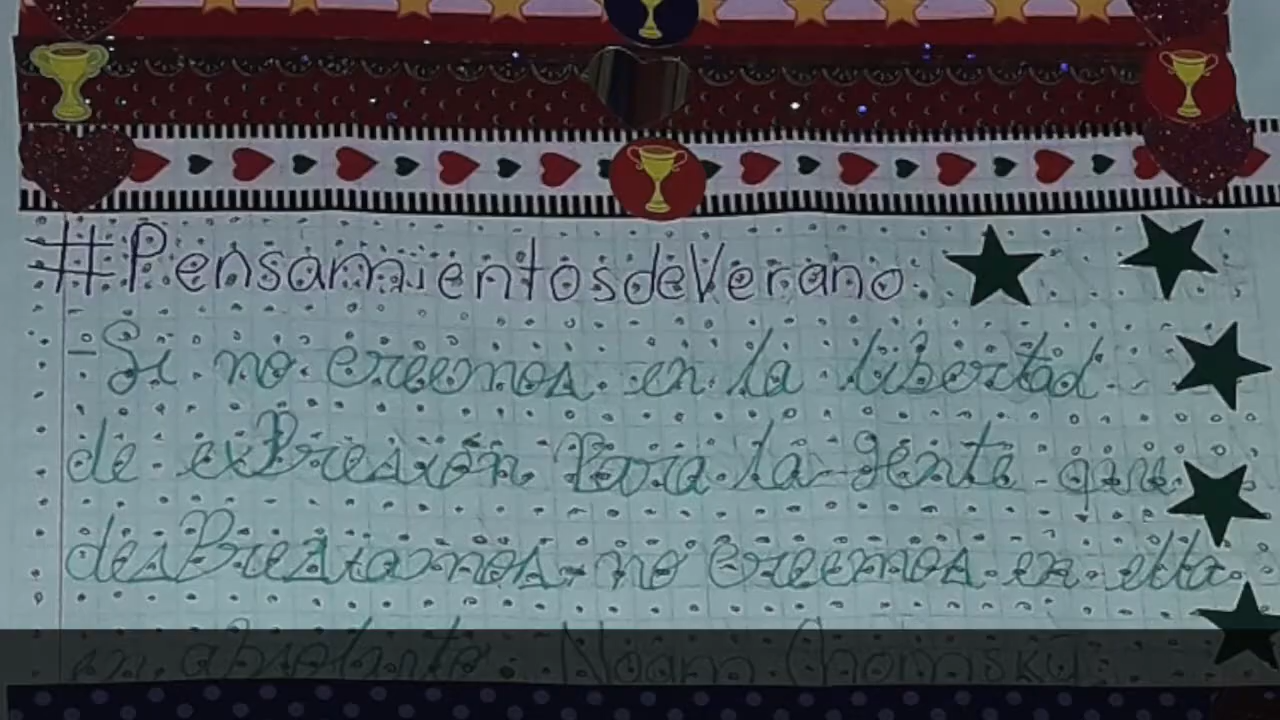 #PensamientosdeVerano.
-Si no creemos en la libertad
de exPresión Para la gente que
desPreciamos, no creemos en ella
en absoluto. Noam Chomsky.